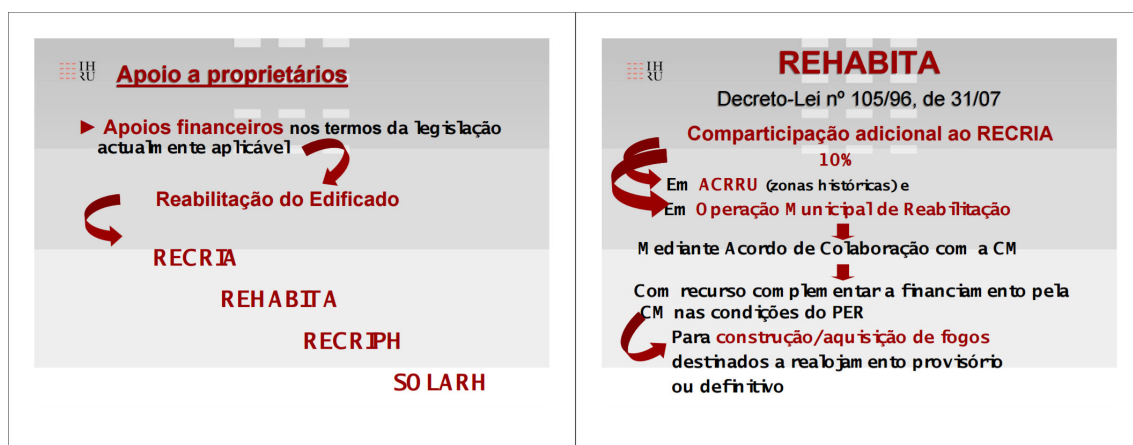 IH
RU
Apoio a proprietários
► Apoios financeiros nos termos da legislação
actualmente aplicável
Reabilitação do Edificado
RECRIA
REHABITA
RECRIPH
SOLARH
IH
RU
REHABITA
Decreto-Lei nº 105/96, de 31/07
Comparticipação adicional ao RECRIA
10%
Em ACRRU (zonas históricas) e
Em Operação Municipal de Reabilitação
Mediante Acordo de Colaboração com a CM
Com recurso complementar a financiamento pela
CM nas condições do PER
Para construção/aquisição de fogos
destinados a realojamento provisório
ou definitivo